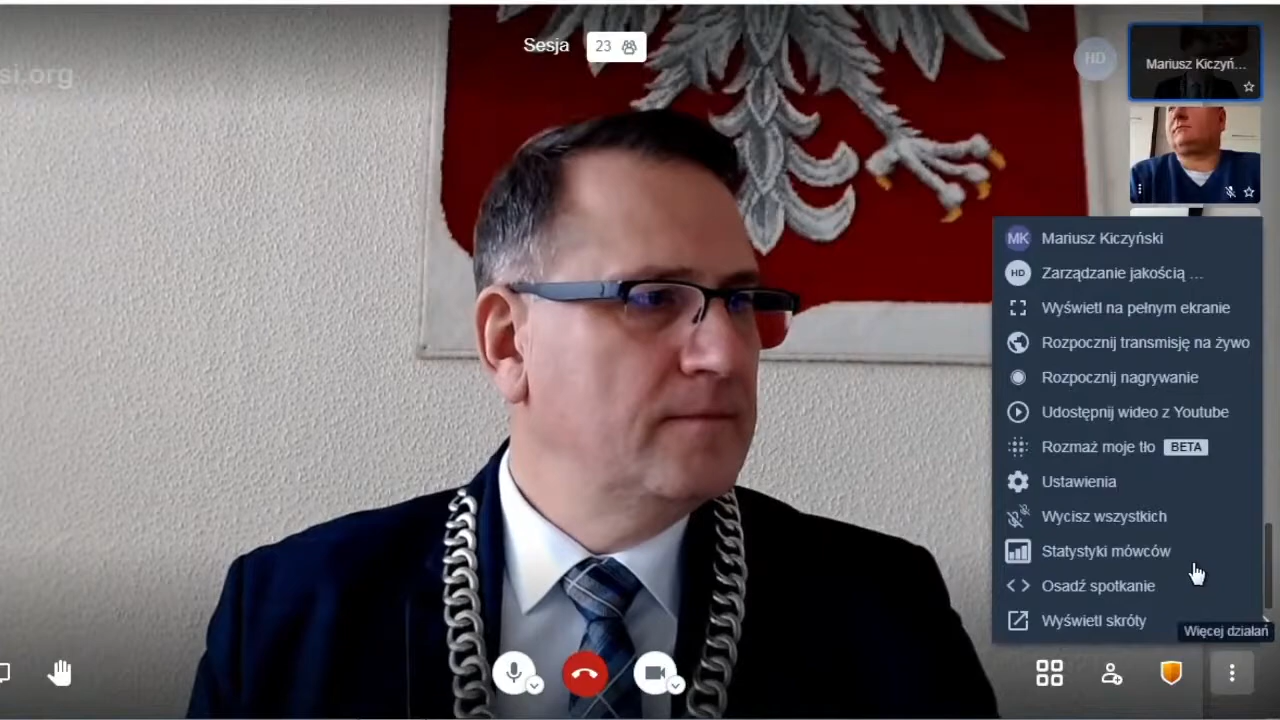 Sesja
23
si.org
HD
Mariusz Kiczyń...
MK Mariusz Kiczyński
HD Zarządzanie jakością ...
Wyświetl na pełnym ekranie
Rozpocznij transmisję na żywo
Rozpocznij nagrywanie
Udostępnij wideo z Youtube
Rozmaż moje tło BETA
Ustawienia
Wycisz wszystkich
Statystyki mówców
Osadź spotkanie
Wyświetl skróty
Więcej działań